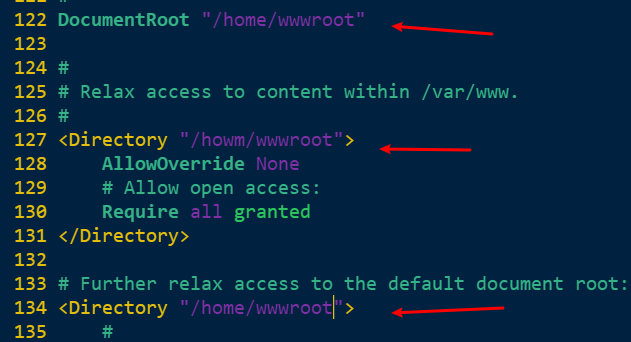 122 DocumentRoot "/home/wwwroot"
123
124 #
125 # Relax access to content within /var/www.
126 #
127 <Directory "/howm/wwwroot">
128 AllowOverride None
129 # Allow open access:
130 Require all granted
131 </Directory>
132
133 # Further relax access to the default document root:
134 <Directory "/home/wwwroot">
135 #